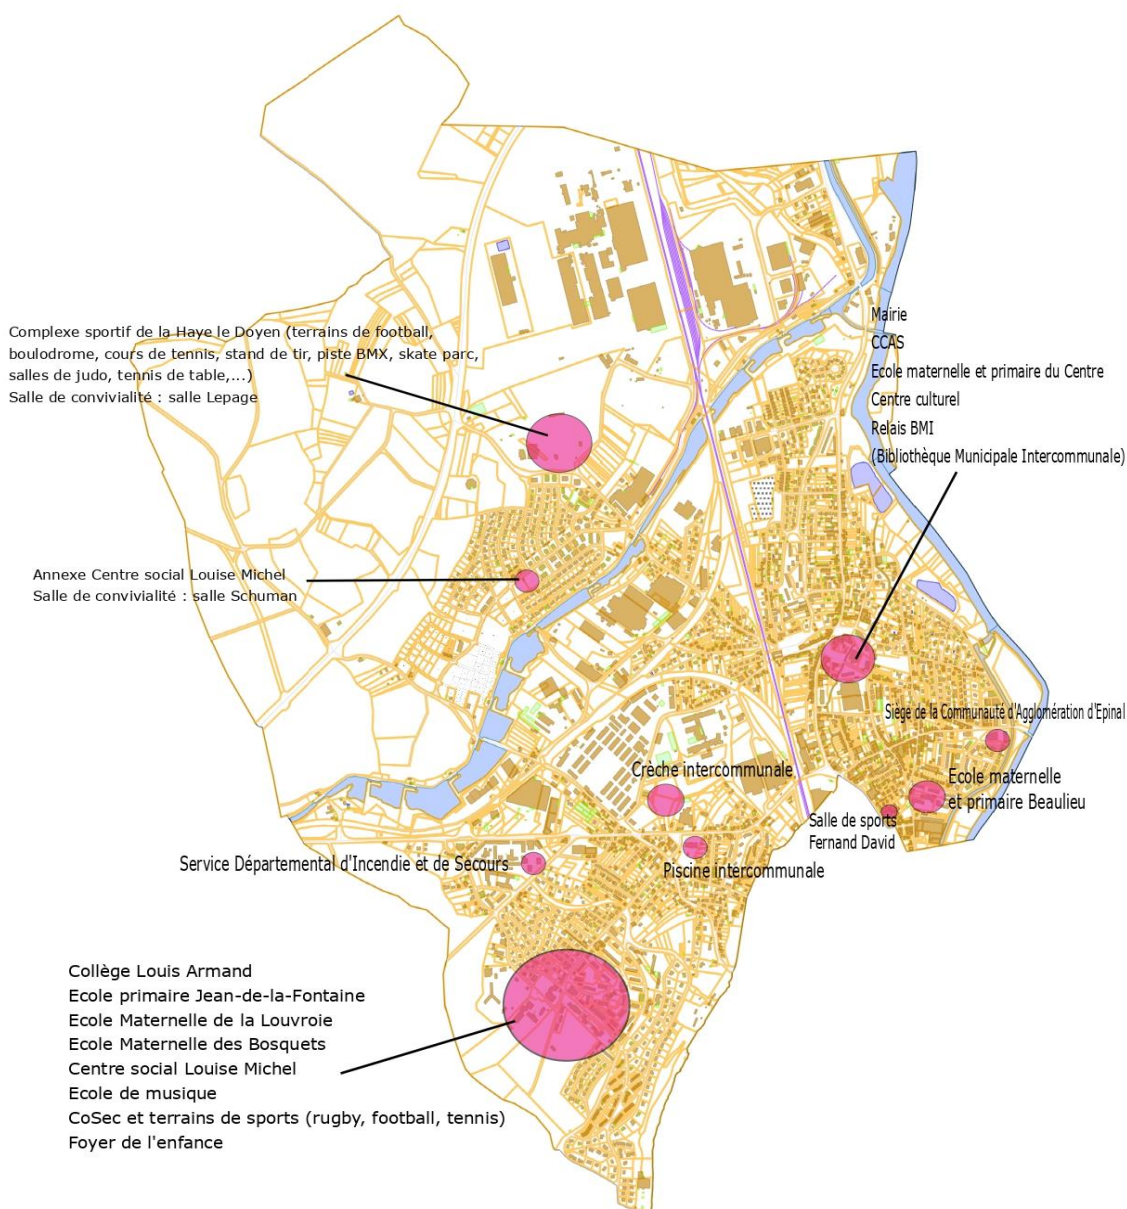 Complexe sportif de la Haye le Doyen (terrains de football,
boulodrome, cours de tennis, stand de tir, piste BMX, skate parc,
salles de judo, tennis de table,...)
Salle de convivialité : salle Lepage
Mairie
CCAS
Ecole maternelle et primaire du Centre
Centre culturel
Relais BMI
(Bibliothèque Municipale Intercommunale)
Annexe Centre social Louise Michel
Salle de convivialité : salle Schuman
Siège de la Communauté d'Agglomération d'Epinal
Crèche intercommunale
Ecole maternelle
et primaire Beaulieu
Salle de sports
Fernand David
Service Départemental d'Incendie et de Secours
Piscine intercommunale
Collège Louis Armand
Ecole primaire Jean-de-la-Fontaine
Ecole Maternelle de la Louvroie
Ecole Maternelle des Bosquets
Centre social Louise Michel
Ecole de musique
CoSec et terrains de sports (rugby, football, tennis)
Foyer de l'enfance